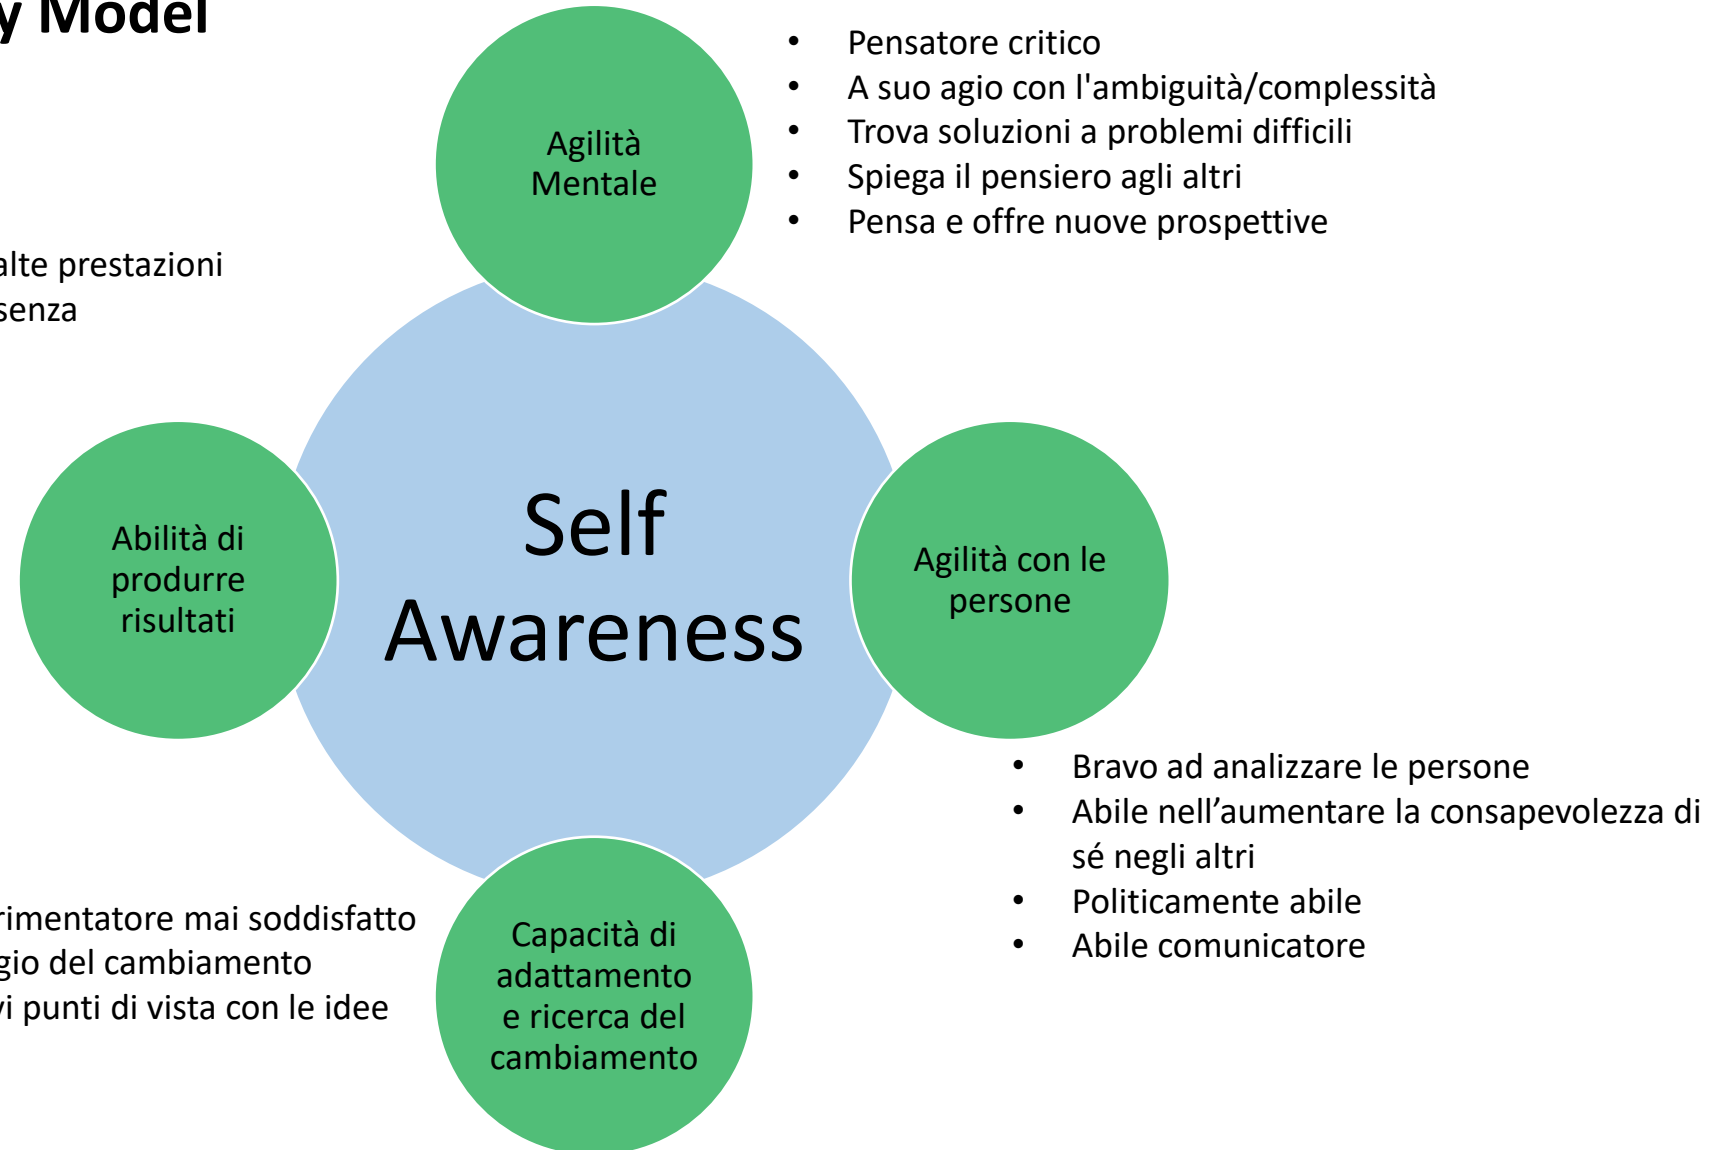 y Model
• Pensatore critico
• A suo agio con l'ambiguità/complessità
• Trova soluzioni a problemi difficili
• Spiega il pensiero agli altri
• Pensa e offre nuove prospettive
Agilità
Mentale
alte prestazioni
senza
Abilità di
produrre
risultati
Self
Awareness
Agilità con le
persone
• Bravo ad analizzare le persone
• Abile nell’aumentare la consapevolezza di
sé negli altri
• Politicamente abile
• Abile comunicatore
rimentatore mai soddisfatto
gio del cambiamento
vi punti di vista con le idee
Capacità di
adattamento
e ricerca del
cambiamento